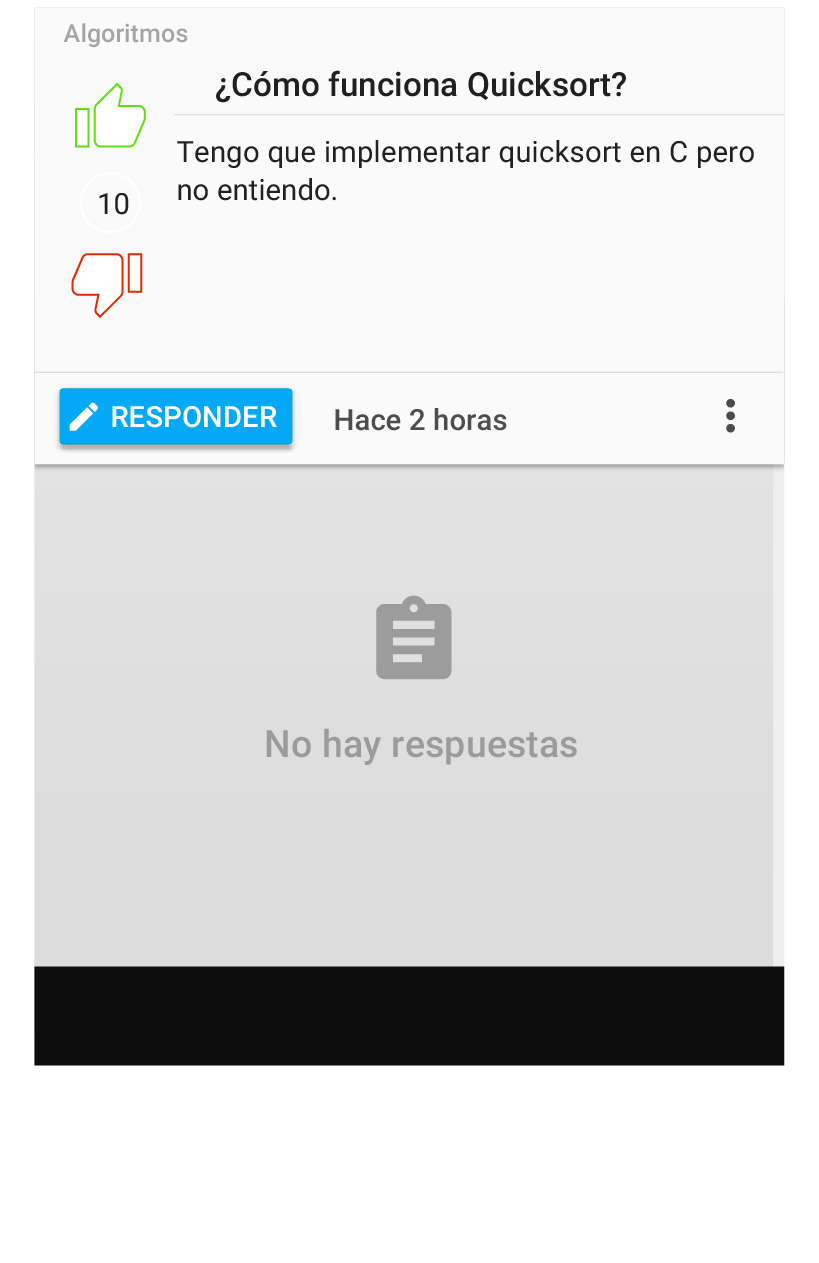 Algoritmos
¿Cómo funciona Quicksort?
Tengo que implementar quicksort en C pero
no entiendo.
10
RESPONDER
Hace 2 horas
No hay respuestas